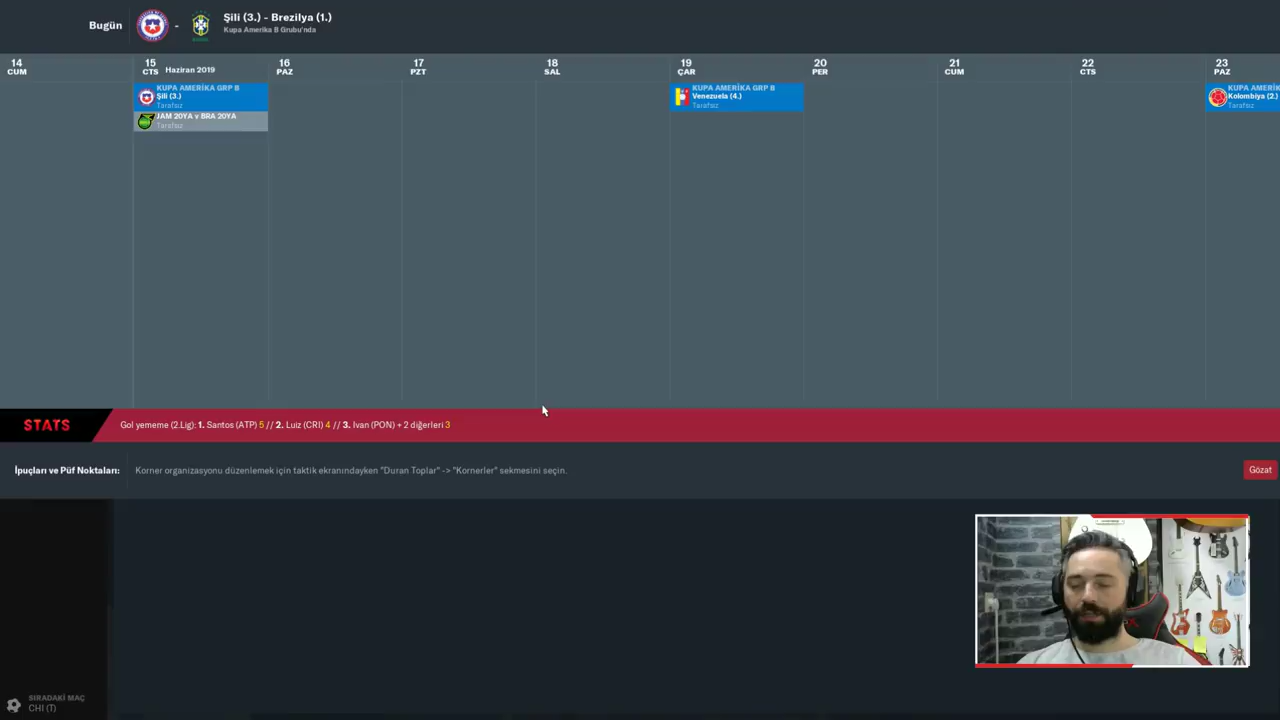 Bugün
-
Şili (3.) - Brezilya (1.)
Kupa Amerika B Grubu'nda
14
CUM
15
CTS
Haziran 2019
16
PAZ
17
PZT
18
SAL
19
ÇAR
20
PER
21
CUM
22
CTS
23
PAZ
KUPA AMERİKA GRP B
Şili (3.)
Tarafsız
JAM 20YA v BRA 20YA
Tarafsız
KUPA AMERİKA GRP B
Venezuela (4.)
Tarafsız
KUPA AMERİK
Kolombiya (2.)
Tarafsız
STATS
Gol yememe (2.Lig): 1. Santos (ATP) 5 // 2. Luiz (CRI) 4 // 3. Ivan (PON) + 2 diğerleri 3
İpuçları ve Püf Noktaları:
Korner organizasyonu düzenlemek için taktik ekranındayken "Duran Toplar" -> "Kornerler" sekmesini seçin.
Gözat
SIRADAKİ MAÇ
CHI (T)